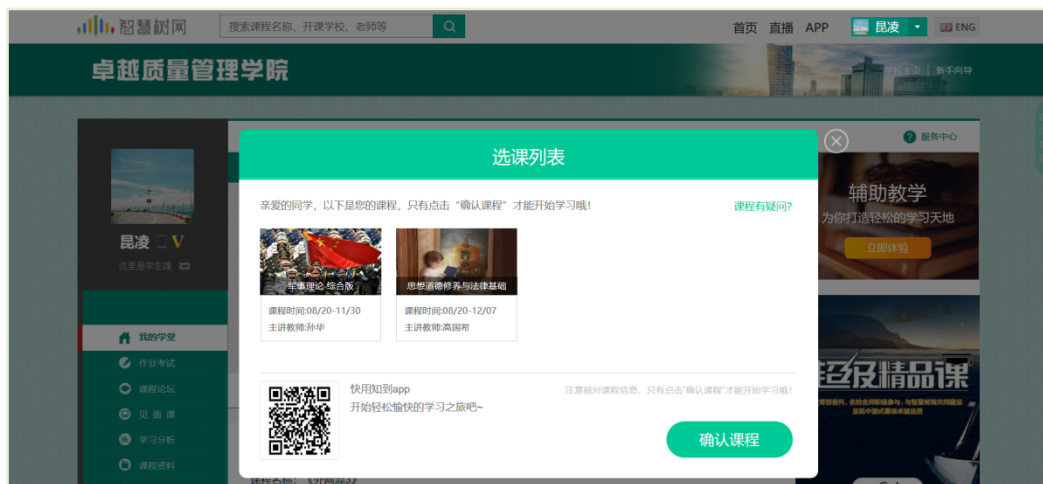 智慧树网
搜索课程名称、开课学校、老师等
首页 直播 APP
昆凌
ENG
卓越质量管理学院
学校主页 | 新手向导
服务中心
选课列表
亲爱的同学，以下是您的课程，只有点击“确认课程”才能开始学习哦！
课程有疑问?
军事理论-综合版
课程时间:08/20-11/30
主讲教师:孙华
思想道德修养与法律基础
课程时间:08/20-12/07
主讲教师:高国希
快用知到app
开始轻松愉快的学习之旅吧~
注意核对课程信息，只有点击“确认课程”才能开始学习哦！
确认课程
昆凌 V
这里是学生端
我的学堂
作业考试
课程论坛
见面课
学习分析
课程资料
辅助教学
为你打造轻松的学习天地
立即体验
超级精品课